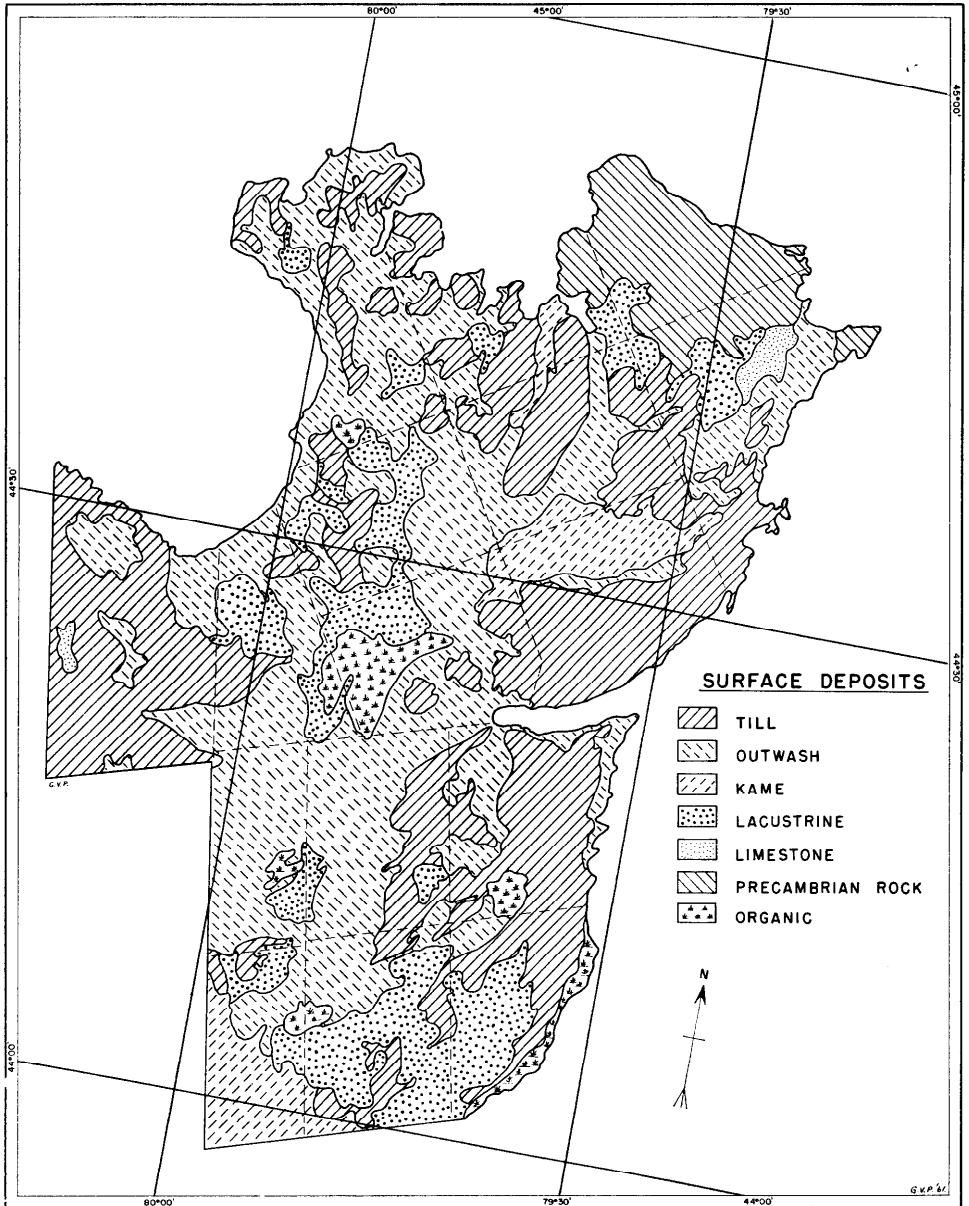 80°00'
45°00'
79°30'
45°00'
44°30'
44°30'
SURFACE DEPOSITS
TILL
OUTWASH
KAME
LACUSTRINE
LIMESTONE
PRECAMBRIAN ROCK
ORGANIC
G.V.P.
N
44°00'
80°00'
79°30'
44°00'
G.V.P. '61.